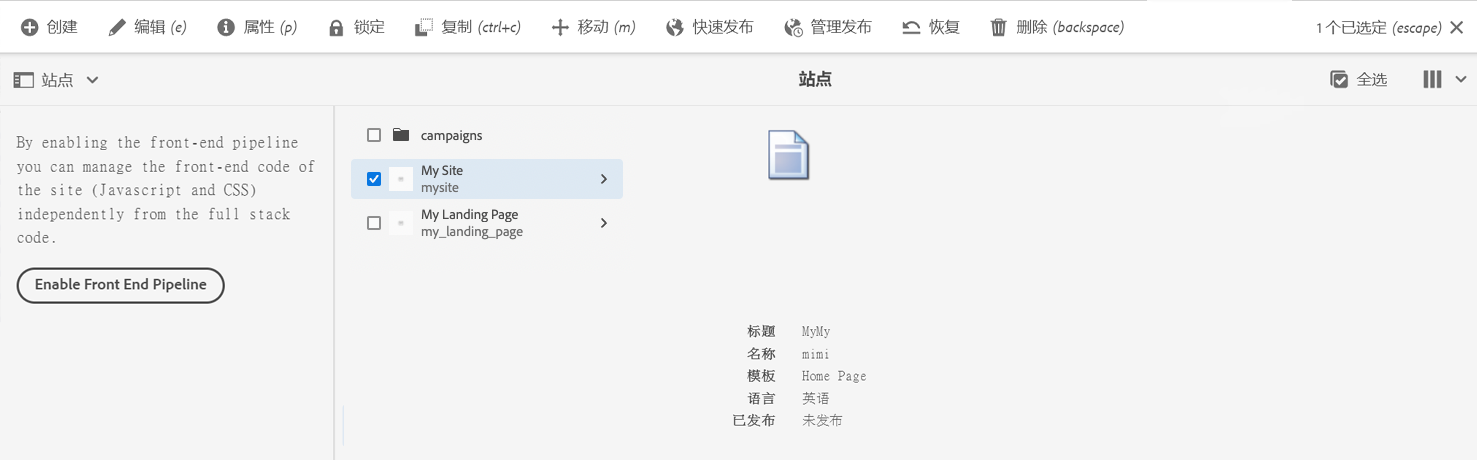 创建 编辑 (e) 属性 (p) 锁定 复制 (ctrl+c) 移动 (m) 快速发布 管理发布 恢复 删除 (backspace) 1 个已选定 (escape)
站点 站点 全选
By enabling the front-end pipeline
you can manage the front-end code of
the site (Javascript and CSS)
independently from the full stack
code.
Enable Front End Pipeline
campaigns
My Site
mysite
My Landing Page
my_landing_page
标题 MyMy
名称 mimi
模板 Home Page
语言 英语
已发布 未发布